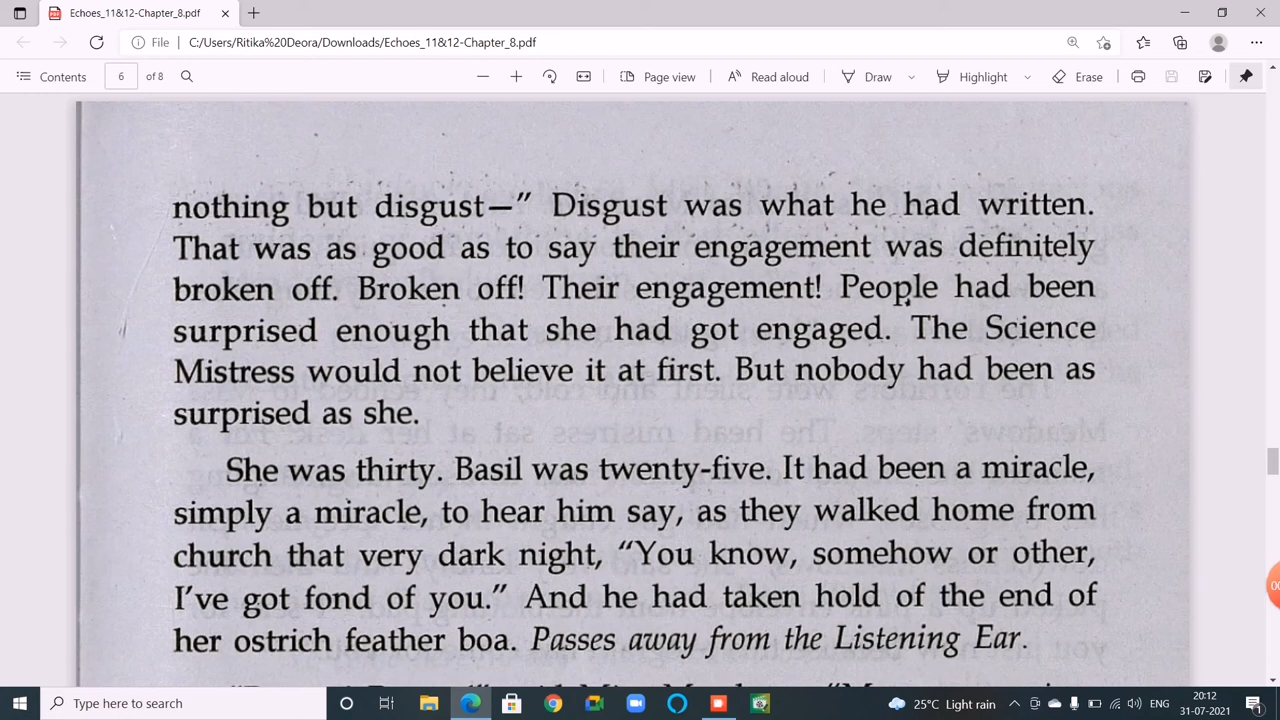 Echoes_11&12-Chapter_8.pdf
File C:/Users/Ritika%20Deora/Downloads/Echoes_11&12-Chapter_8.pdf
Contents 6 of 8 Page view Read aloud Draw Highlight Erase
nothing but disgust—” Disgust was what he had written.
That was as good as to say their engagement was definitely
broken off. Broken off! Their engagement! People had been
surprised enough that she had got engaged. The Science
Mistress would not believe it at first. But nobody had been as
surprised as she.
She was thirty. Basil was twenty-five. It had been a miracle,
simply a miracle, to hear him say, as they walked home from
church that very dark night, “You know, somehow or other,
I’ve got fond of you.” And he had taken hold of the end of
her ostrich feather boa. Passes away from the Listening Ear.
Type here to search
25°C Light rain
ENG
20:12
31-07-2021